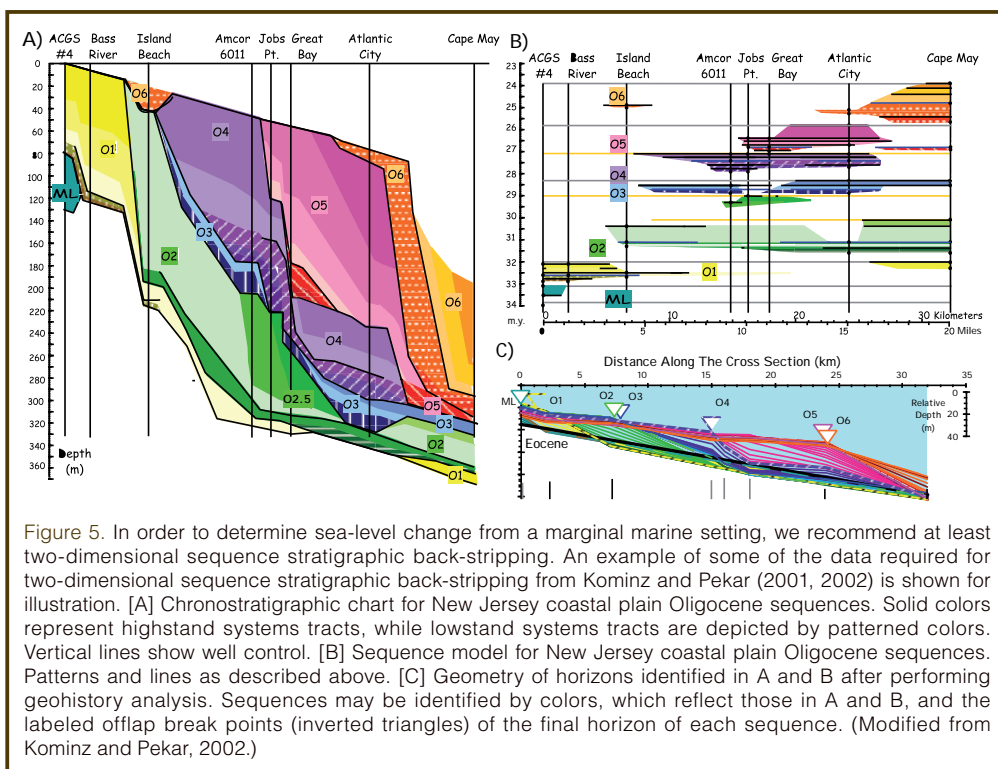 A)
ACGS #4
Bass River
Island Beach
Amcor 6011
Jobs Pt.
Great Bay
Atlantic City
Cape May
0
40
60
80
100
120
140
160
180
200
220
240
260
280
300
320
340
360
Depth (m)
O6
O1
ML
O4
O5
O6
O3
O2
O6
O4
O2.5
O3
O5
O3
O2
O1
B)
ACGS #4
Bass River
Island Beach
Amcor 6011
Jobs Pt.
Great Bay
Atlantic City
Cape May
23
24
25
26
27
28
29
30
31
32
33
34
m.y.
O6
O5
O4
O3
O2
O1
ML
0
10
20
30 Kilometers
0
5
10
15
20 Miles
C)
Distance Along The Cross Section (km)
0
5
10
15
20
25
30
35
ML
O1
O2
O3
O4
O5
O6
Eocene
Relative Depth (m)
0
20
40
Figure 5. In order to determine sea-level change from a marginal marine setting, we recommend at least
two-dimensional sequence stratigraphic back-stripping. An example of some of the data required for
two-dimensional sequence stratigraphic back-stripping from Kominz and Pekar (2001, 2002) is shown for
illustration. [A] Chronostratigraphic chart for New Jersey coastal plain Oligocene sequences. Solid colors
represent highstand systems tracts, while lowstand systems tracts are depicted by patterned colors.
Vertical lines show well control. [B] Sequence model for New Jersey coastal plain Oligocene sequences.
Patterns and lines as described above. [C] Geometry of horizons identified in A and B after performing
geohistory analysis. Sequences may be identified by colors, which reflect those in A and B, and the
labeled offlap break points (inverted triangles) of the final horizon of each sequence. (Modified from
Kominz and Pekar, 2002.)